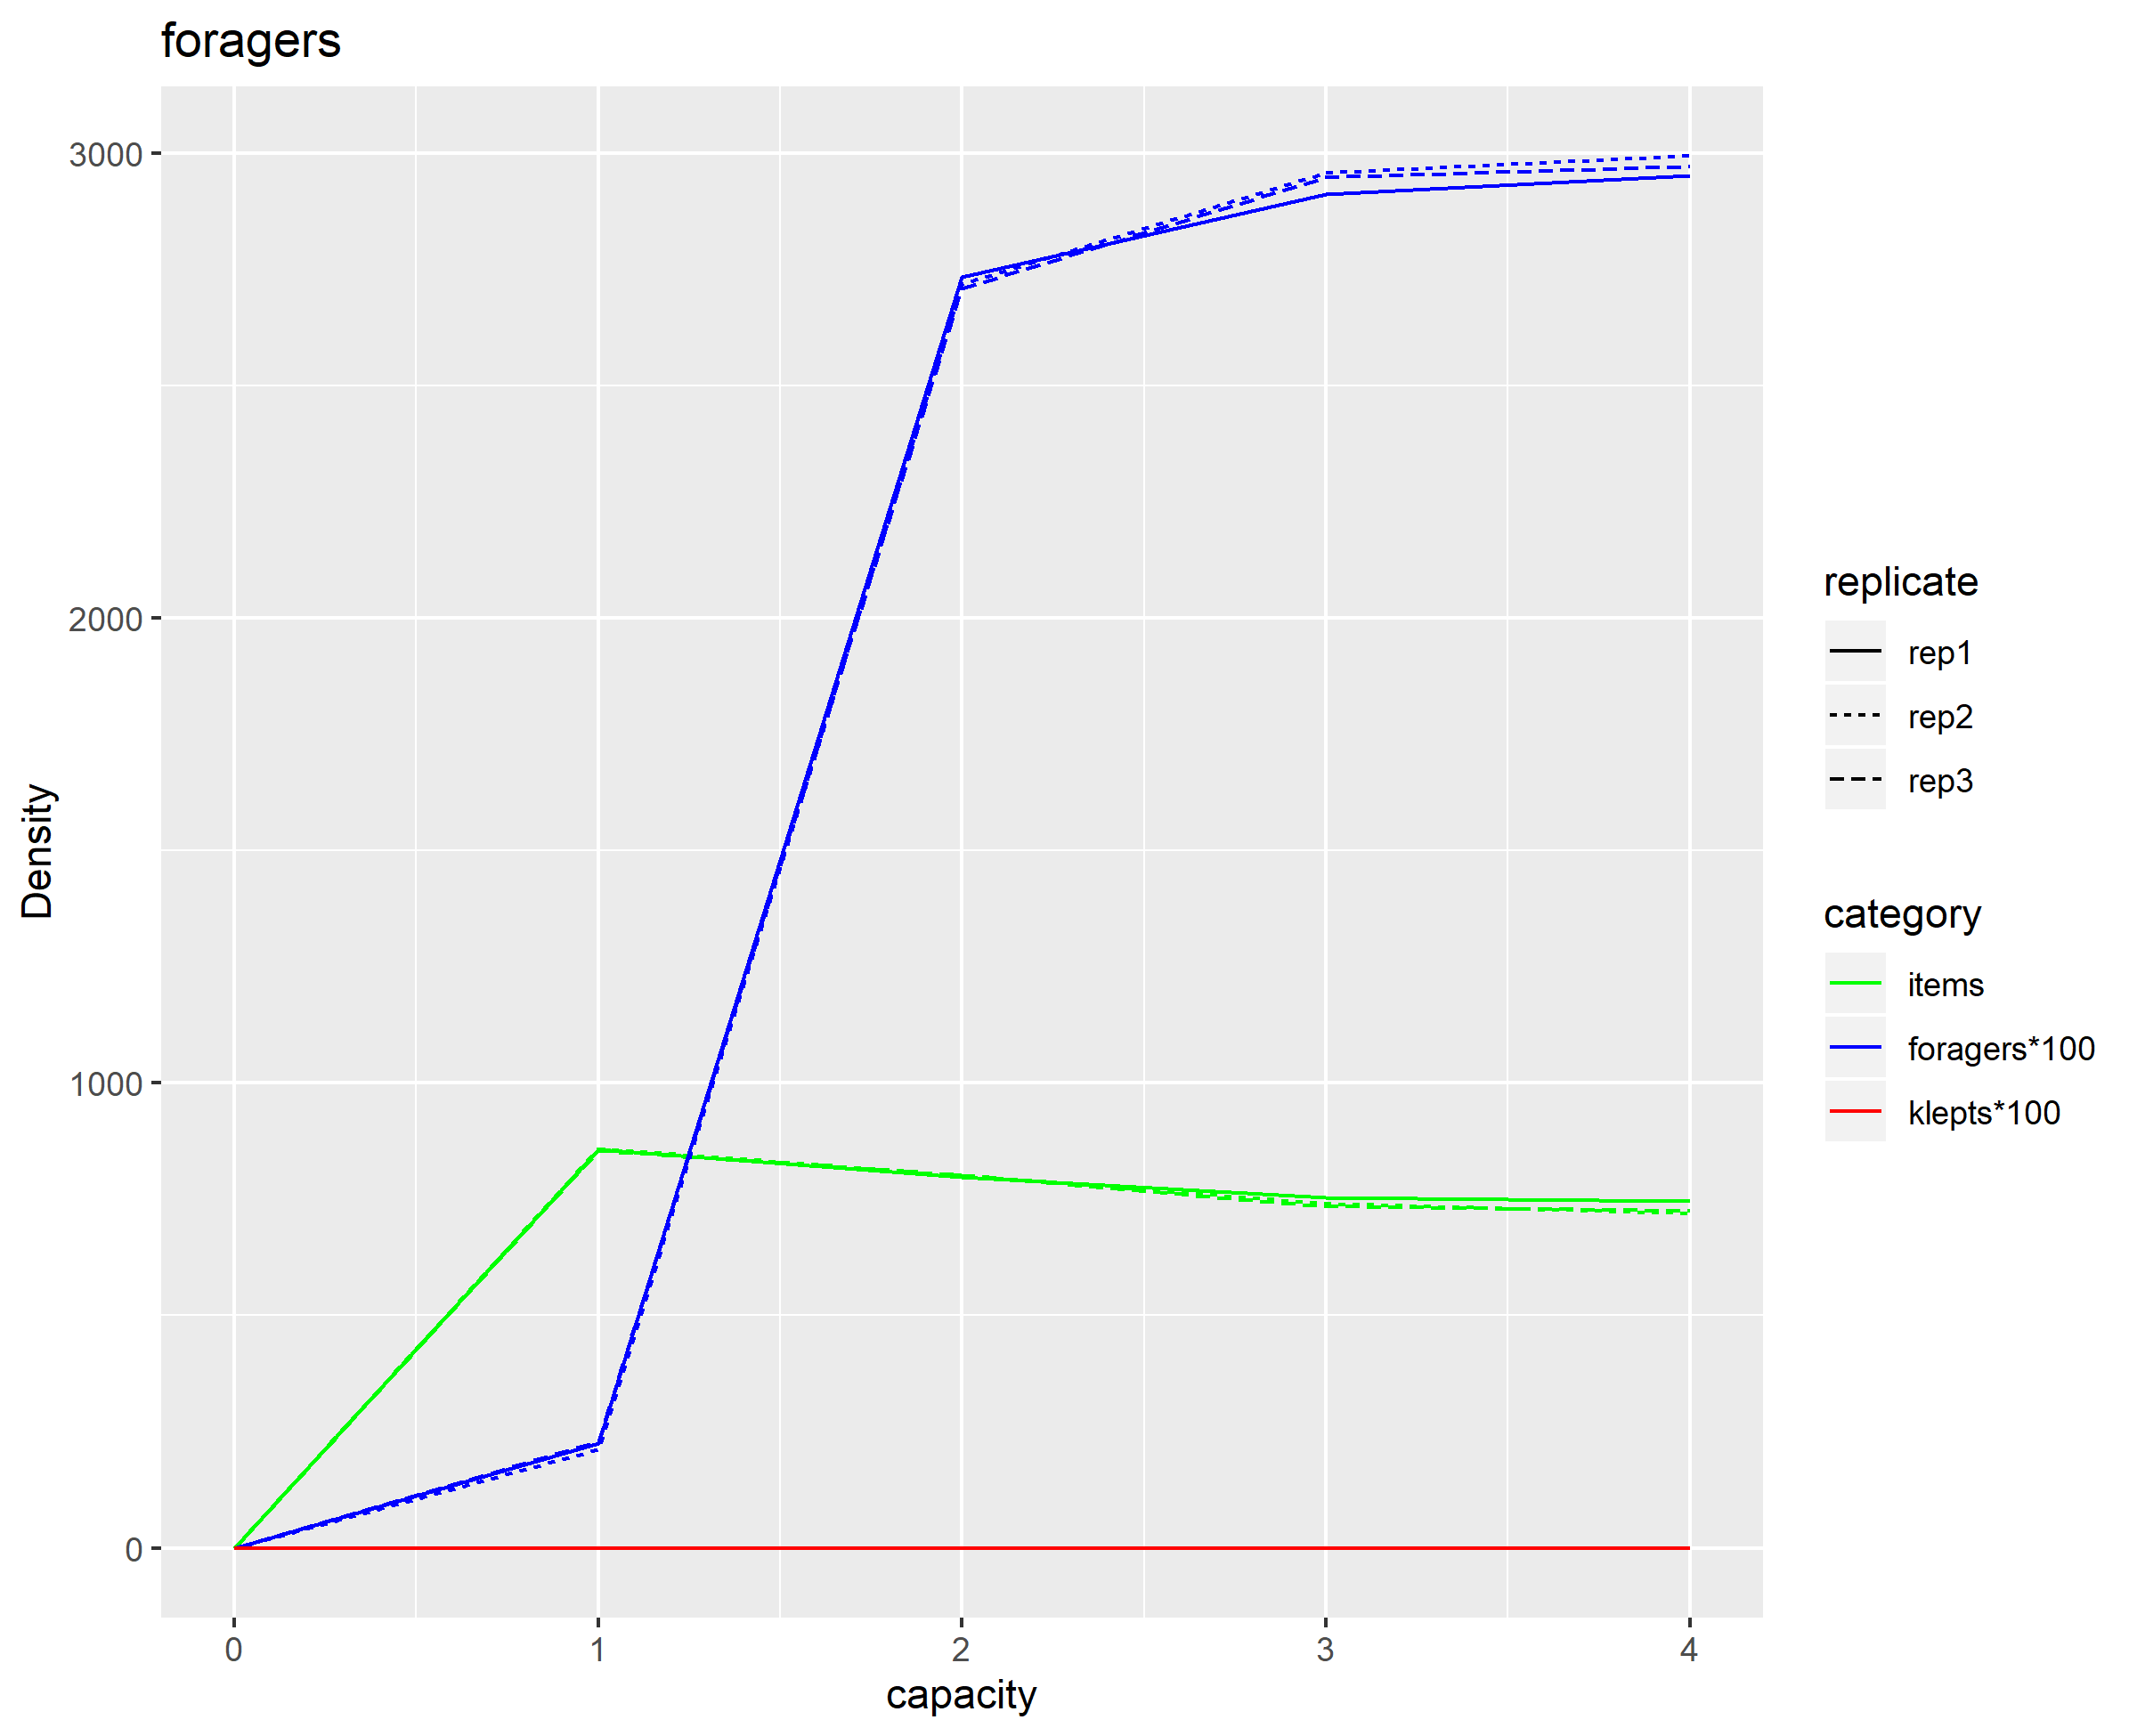 foragers
3000
2000
1000
0
Density
0 1 2 3 4
capacity
replicate
rep1
rep2
rep3
category
items
foragers*100
klepts*100